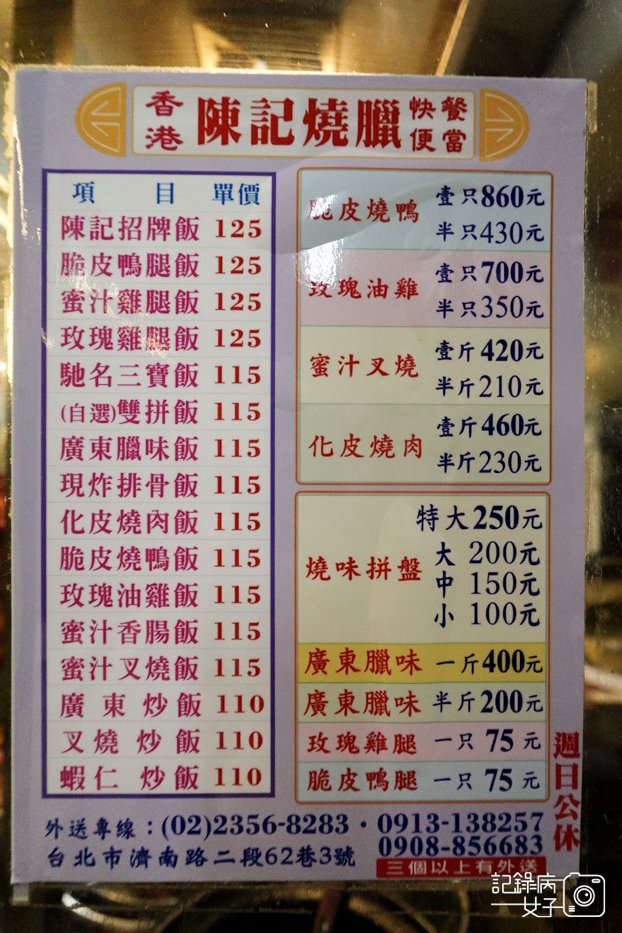 香港 陳記燒臘 快餐便當
項目 單價
陳記招牌飯 125
脆皮鴨腿飯 125
蜜汁雞腿飯 125
玫瑰雞腿飯 125
馳名三寶飯 115
(自選)雙拼飯 115
廣東臘味飯 115
現炸排骨飯 115
化皮燒肉飯 115
脆皮燒鴨飯 115
玫瑰油雞飯 115
蜜汁香腸飯 115
蜜汁叉燒飯 115
廣東炒飯 110
叉燒炒飯 110
蝦仁炒飯 110
脆皮燒鴨 壹只860元
半只430元
玫瑰油雞 壹只700元
半只350元
蜜汁叉燒 壹斤420元
半斤210元
化皮燒肉 壹斤460元
半斤230元
燒味拼盤 特大250元
大 200元
中 150元
小 100元
廣東臘味 一斤400元
廣東臘味 半斤200元
玫瑰雞腿 一只 75元
脆皮鴨腿 一只 75元
週日公休
外送專線：(02)2356-8283・0913-138257
0908-856683
台北市濟南路二段62巷3號
三個以上有外送
記錄病女子